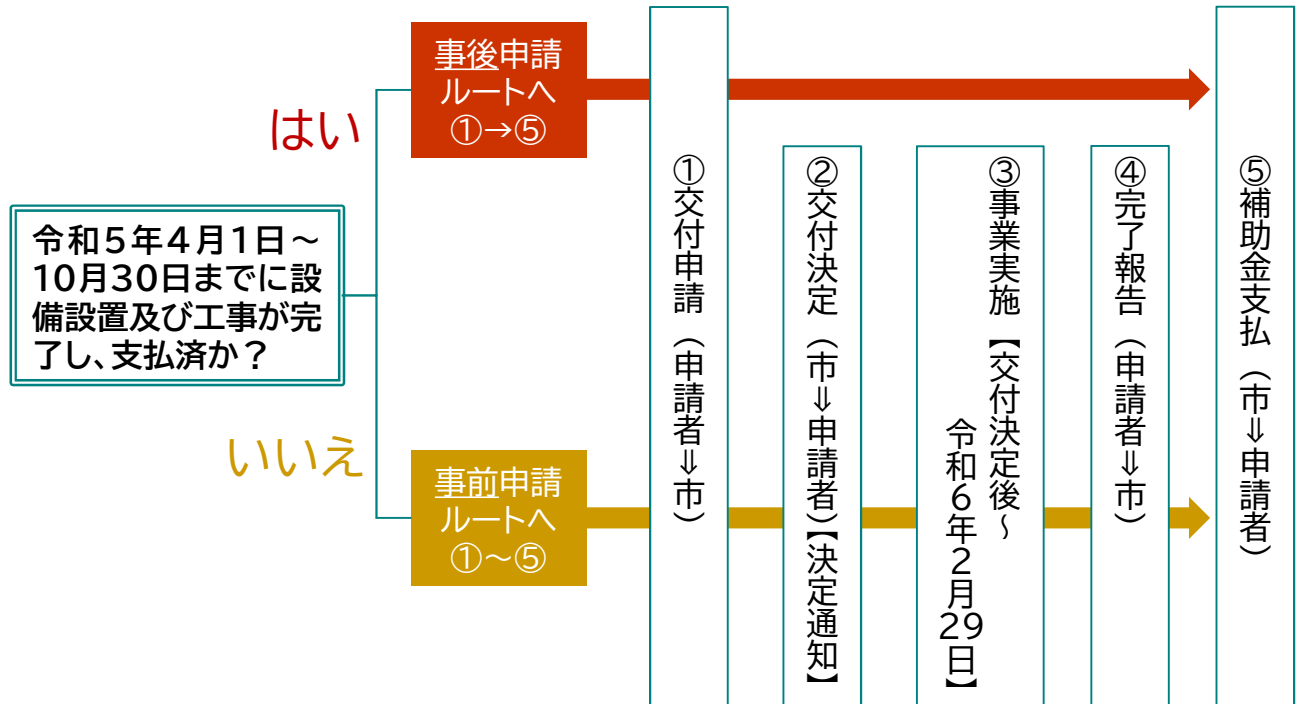 令和5年4月1日~
10月30日までに設
備設置及び工事が完
了し、支払済か?
はい
事後申請
ルートへ
①→⑤
いいえ
事前申請
ルートへ
①~⑤
①交付申請(申請者⇒市)
②交付決定(市⇒申請者)【決定通知】
③事業実施【交付決定後~
令和6年2月29日】
④完了報告(申請者⇒市)
⑤補助金支払(市⇒申請者)